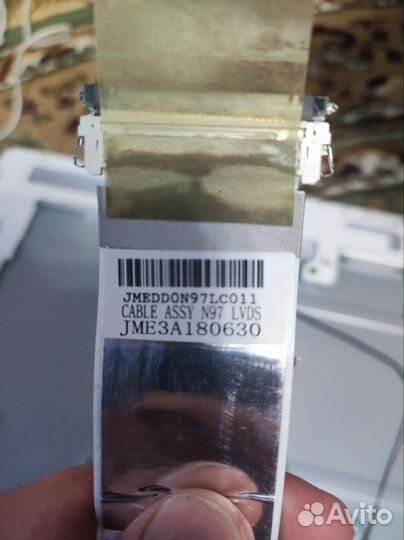 JMEDD0N97LC011
CABLE ASSY N97 LVDS
JME3A180630
Avito